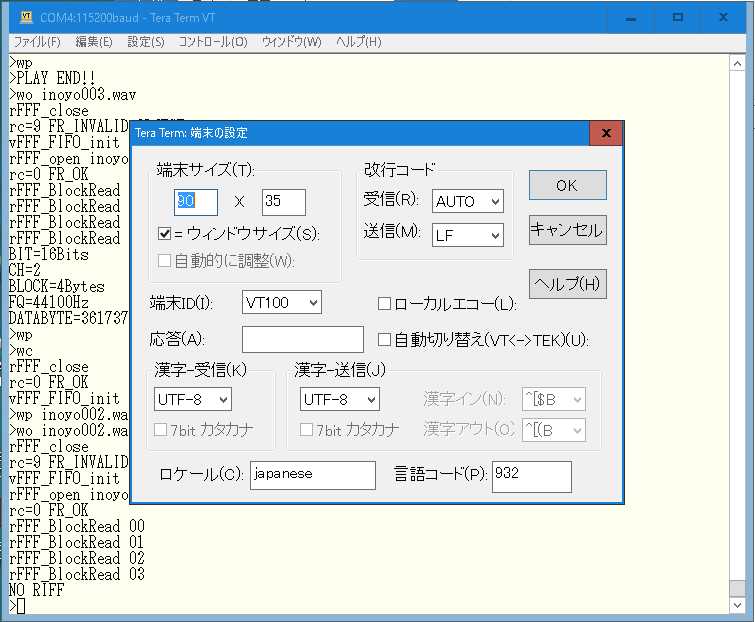 COM4:115200baud - Tera Term VT
ファイル(F) 編集(E) 設定(S) コントロール(O) ウィンドウ(W) ヘルプ(H)
>wp
>PLAY END!!
>wo inoyo003.wav
rFFF_close
rc=9 FR_INVALID
vFFF_FIFO_init
rFFF_open inoyo
rc=0 FR_OK
rFFF_BlockRead
rFFF_BlockRead
rFFF_BlockRead
rFFF_BlockRead
BIT=16Bits
CH=2
BLOCK=4Bytes
FQ=44100Hz
DATABYTE=361737
>wp
>wc
rFFF_close
rc=0 FR_OK
vFFF_FIFO_init
>wp inoyo002.wa
>wo inoyo002.wa
rFFF_close
rc=9 FR_INVALID
vFFF_FIFO_init
rFFF_open inoyo
rc=0 FR_OK
rFFF_BlockRead 00
rFFF_BlockRead 01
rFFF_BlockRead 02
rFFF_BlockRead 03
NO RIFF
>
Tera Term: 端末の設定
端末サイズ(T):
90 X 35
=ウィンドウサイズ(S):
自動的に調整(W):
改行コード
受信(R): AUTO
送信(M): LF
OK
キャンセル
ヘルプ(H)
端末ID(I): VT100
ローカルエコー(L):
応答(A):
自動切り替え(VT<->TEK)(U):
漢字-受信(K)
UTF-8
7bit カタカナ
漢字-送信(J)
UTF-8
7bit カタカナ
漢字イン(N): ^[$B
漢字アウト(O) ^[(B
ロケール(C): japanese
言語コード(P): 932